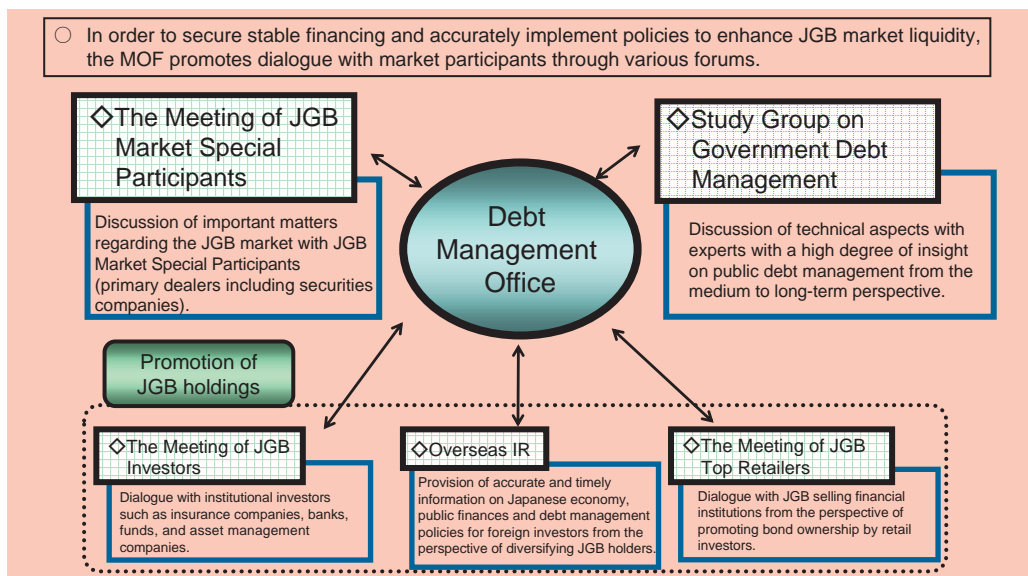 ○ In order to secure stable financing and accurately implement policies to enhance JGB market liquidity,
the MOF promotes dialogue with market participants through various forums.
◇The Meeting of JGB
Market Special
Participants
Discussion of important matters
regarding the JGB market with JGB
Market Special Participants
(primary dealers including securities
companies).
◇Study Group on
Government Debt
Management
Discussion of technical aspects with
experts with a high degree of insight
on public debt management from the
medium to long-term perspective.
Debt
Management
Office
Promotion of
JGB holdings
◇The Meeting of JGB
Investors
Dialogue with institutional investors
such as insurance companies, banks,
funds, and asset management
companies.
◇Overseas IR
Provision of accurate and timely
information on Japanese economy,
public finances and debt management
policies for foreign investors from the
perspective of diversifying JGB holders.
◇The Meeting of JGB
Top Retailers
Dialogue with JGB selling financial
institutions from the perspective of
promoting bond ownership by retail
investors.